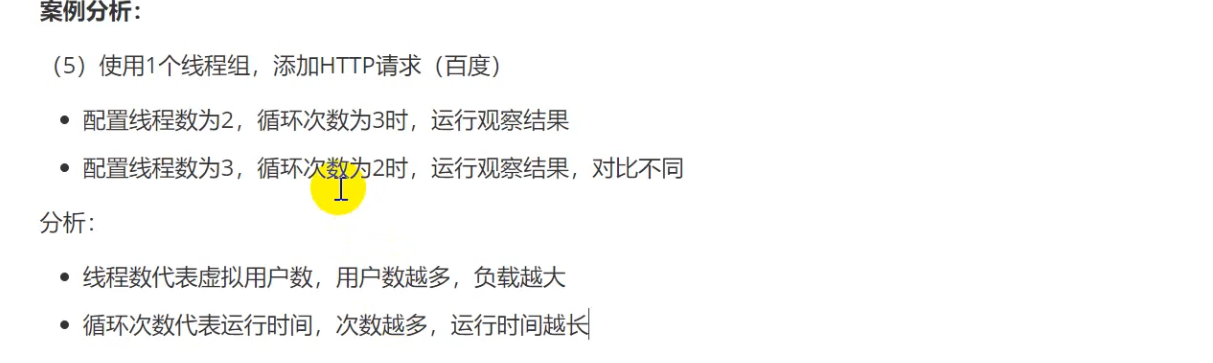 案例分析：
（5）使用1个线程组，添加HTTP请求（百度）
• 配置线程数为2，循环次数为3时，运行观察结果
• 配置线程数为3，循环次数为2时，运行观察结果，对比不同
分析：
• 线程数代表虚拟用户数，用户数越多，负载越大
• 循环次数代表运行时间，次数越多，运行时间越长